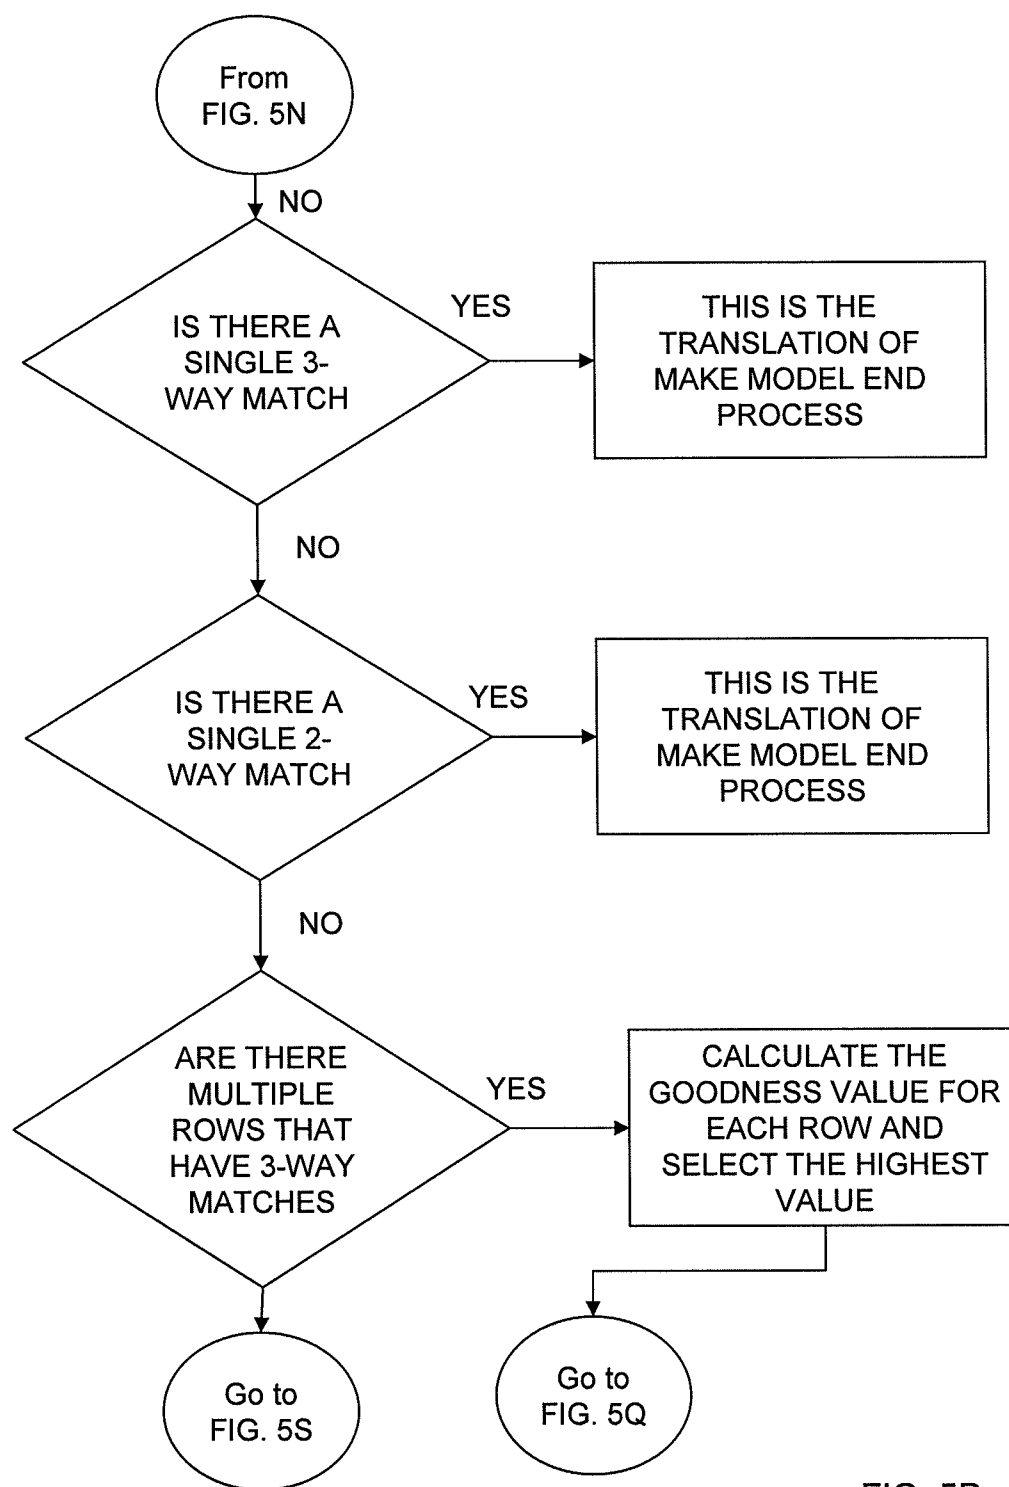 From
FIG. 5N
NO
IS THERE A
SINGLE 3-
WAY MATCH
YES
THIS IS THE
TRANSLATION OF
MAKE MODEL END
PROCESS
NO
IS THERE A
SINGLE 2-
WAY MATCH
YES
THIS IS THE
TRANSLATION OF
MAKE MODEL END
PROCESS
NO
ARE THERE
MULTIPLE
ROWS THAT
HAVE 3-WAY
MATCHES
YES
CALCULATE THE
GOODNESS VALUE FOR
EACH ROW AND
SELECT THE HIGHEST
VALUE
Go to
FIG. 5S
Go to
FIG. 5Q